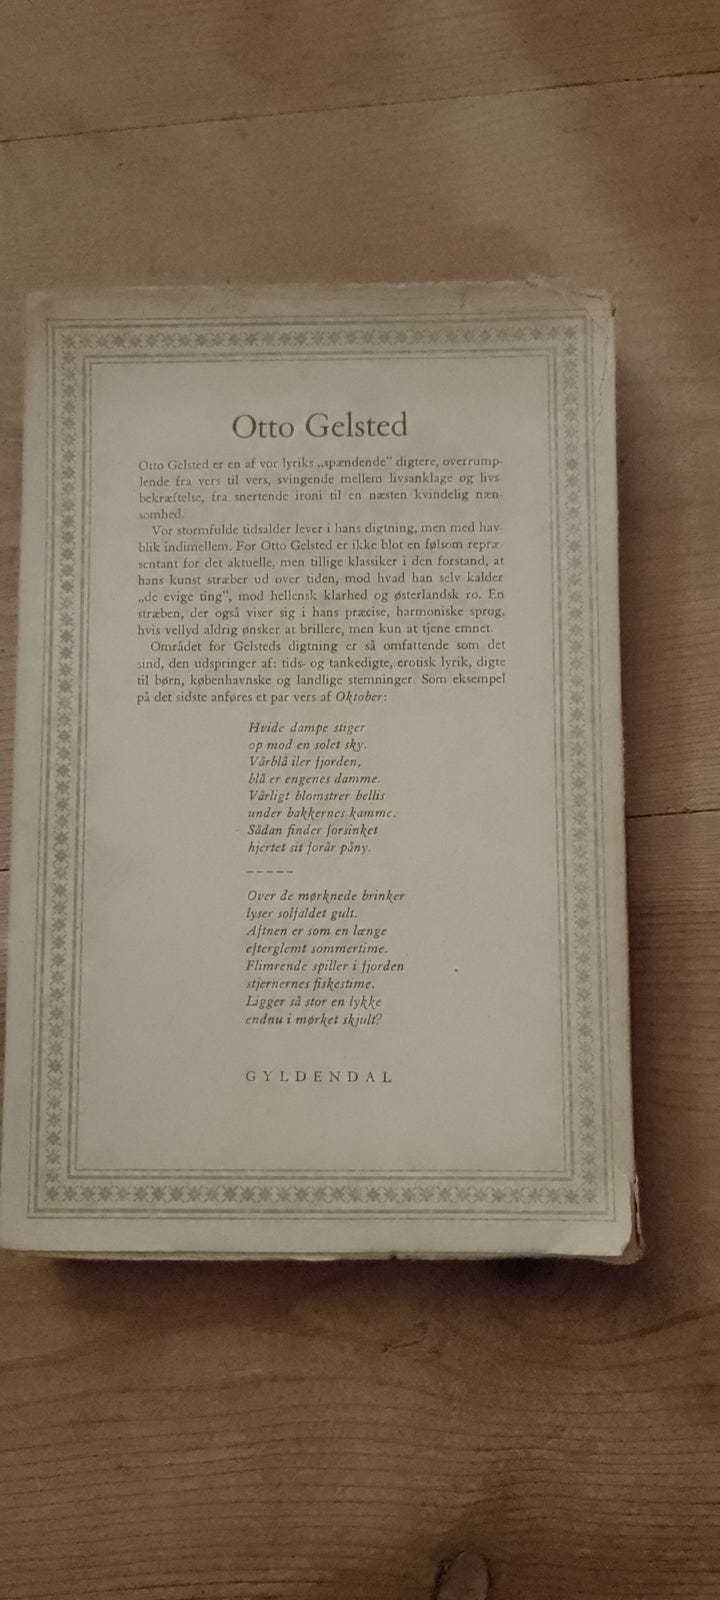 Otto Gelsted
Otto Gelsted er en af vor lyriks „spændende“ digtere, overrump-
lende fra vers til vers, svingende mellem livsanklage og livs-
bekræftelse, fra snertende ironi til en næsten kvindelig næn-
somhed.
Vor stormfulde tidsalder lever i hans digtning, men med hav-
blik indimellem. For Otto Gelsted er ikke blot en følsom repræ-
sentant for det aktuelle, men tillige klassiker i den forstand, at
hans kunst stræber ud over tiden, mod hvad han selv kalder
„de evige ting“, mod hellensk klarhed og østerlandsk ro. En
stræben, der også viser sig i hans præcise, harmoniske sprog,
hvis vellyd aldrig ønsker at brillere, men kun at tjene emnet.
Området for Gelsteds digtning er så omfattende som det
sind, den udspringer af: tids- og tankedigte, erotisk lyrik, digte
til børn, københavnske og landlige stemninger. Som eksempel
på det sidste anføres et par vers af Oktober:
Hvide dampe stiger
op mod en solet sky.
Vårblå iler fjorden,
blå er engenes damme.
Vårligt blomstrer bellis
under bakkernes kamme.
Sådan finder forsinket
hjertet sit forår påny.
-----
Over de mørknede brinker
lyser solfaldet gult.
Aftnen er som en længe
efterglemt sommertime.
Flimrende spiller i fjorden
stjernernes fiskestime.
Ligger så stor en lykke
endnu i mørket skjult?
GYLDENDAL